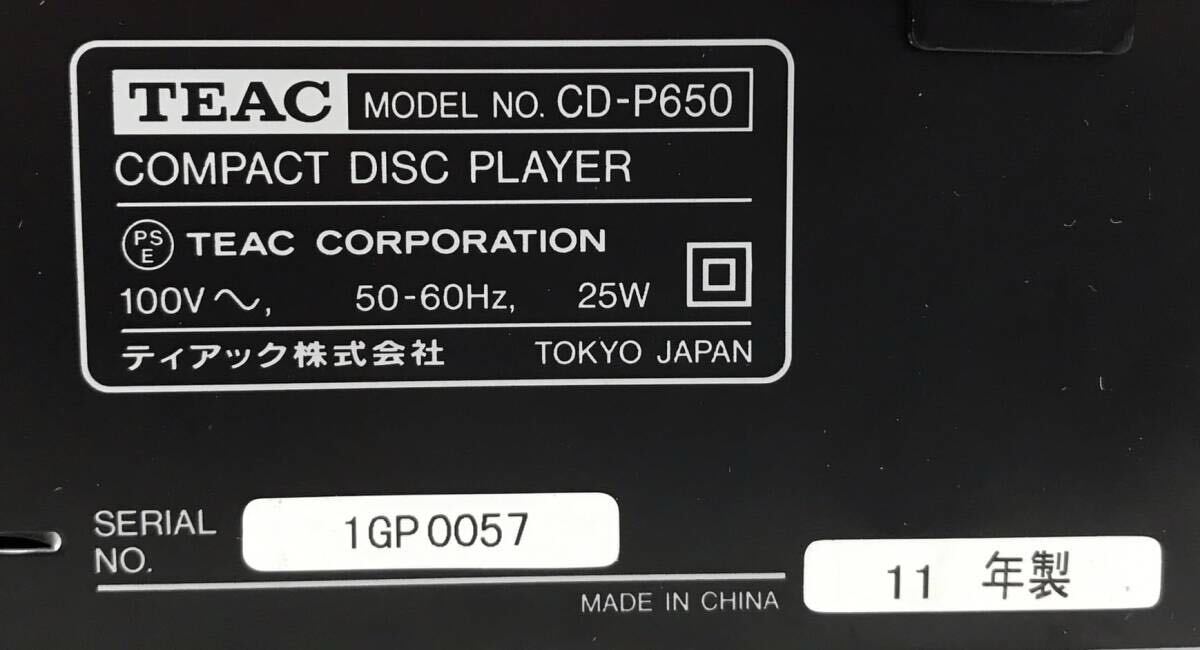 TEAC MODEL NO. CD-P650
COMPACT DISC PLAYER
PS E TEAC CORPORATION
100V〜, 50-60Hz, 25W
ティアック株式会社 TOKYO JAPAN
SERIAL NO. 1GP0057
MADE IN CHINA
11 年製